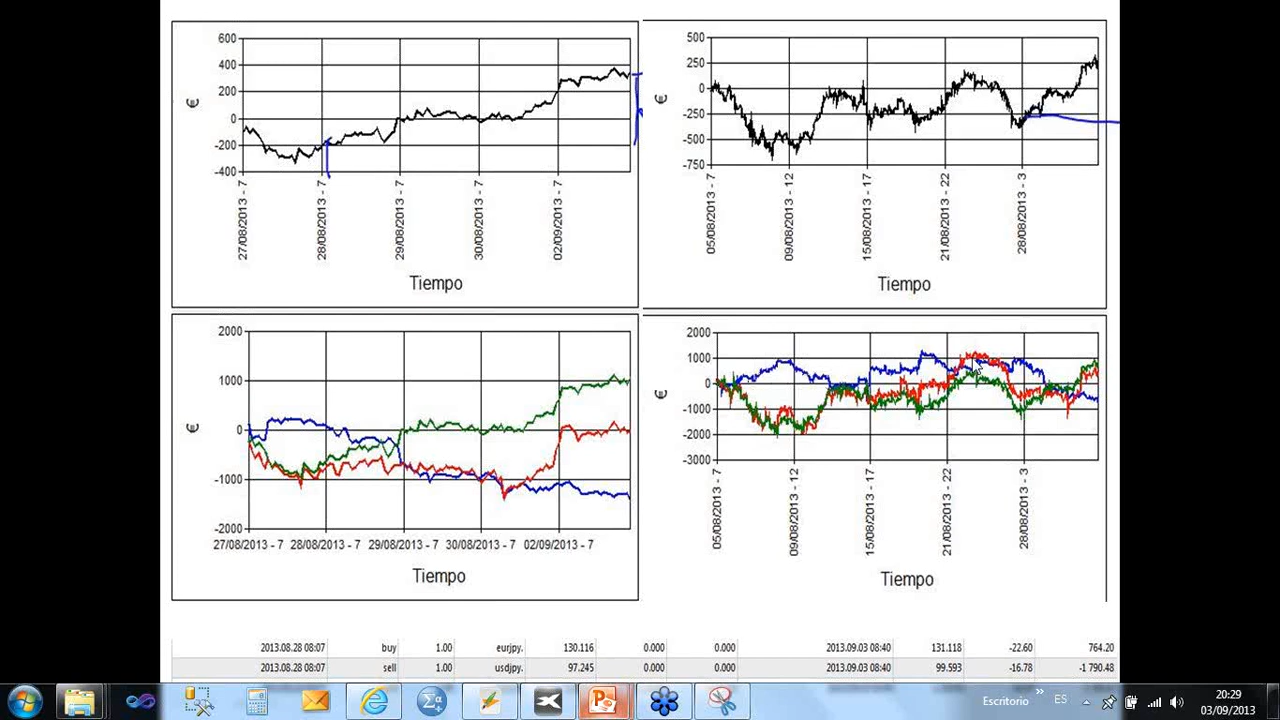 600
400
200
0
-200
-400
€
27/08/2013 - 7
28/08/2013 - 7
29/08/2013 - 7
30/08/2013 - 7
02/09/2013 - 7
Tiempo
500
250
0
-250
-500
-750
€
05/08/2013 - 7
09/08/2013 - 12
15/08/2013 - 17
21/08/2013 - 22
28/08/2013 - 3
Tiempo
2000
1000
0
-1000
-2000
€
27/08/2013 - 7 28/08/2013 - 7 29/08/2013 - 7 30/08/2013 - 7 02/09/2013 - 7
Tiempo
2000
1000
0
-1000
-2000
-3000
€
05/08/2013 - 7
09/08/2013 - 12
15/08/2013 - 17
21/08/2013 - 22
28/08/2013 - 3
Tiempo
2013.08.28 08:07 buy 1.00 eurjpy. 130.116 0.000 0.000 2013.09.03 08:40 131.118 -22.60 764.20
2013.08.28 08:07 sell 1.00 usdjpy. 97.245 0.000 0.000 2013.09.03 08:40 99.593 -16.78 -1 790.48
Escritorio » ES 20:29
03/09/2013